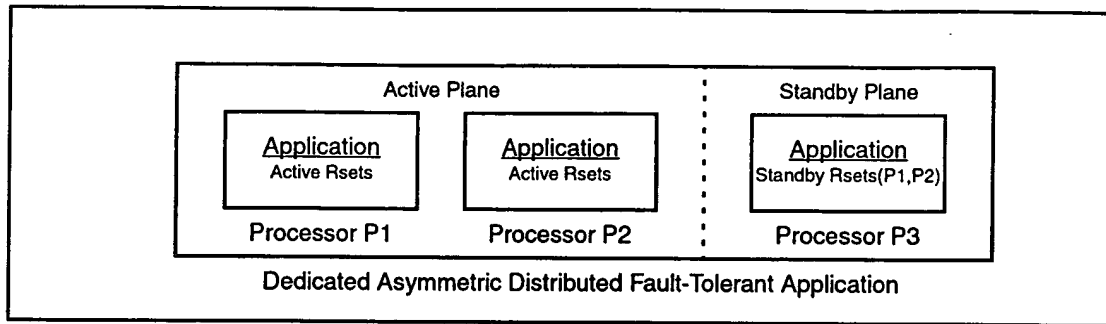 Active Plane
Standby Plane
Application
Active Rsets
Application
Active Rsets
Application
Standby Rsets(P1,P2)
Processor P1
Processor P2
Processor P3
Dedicated Asymmetric Distributed Fault-Tolerant Application